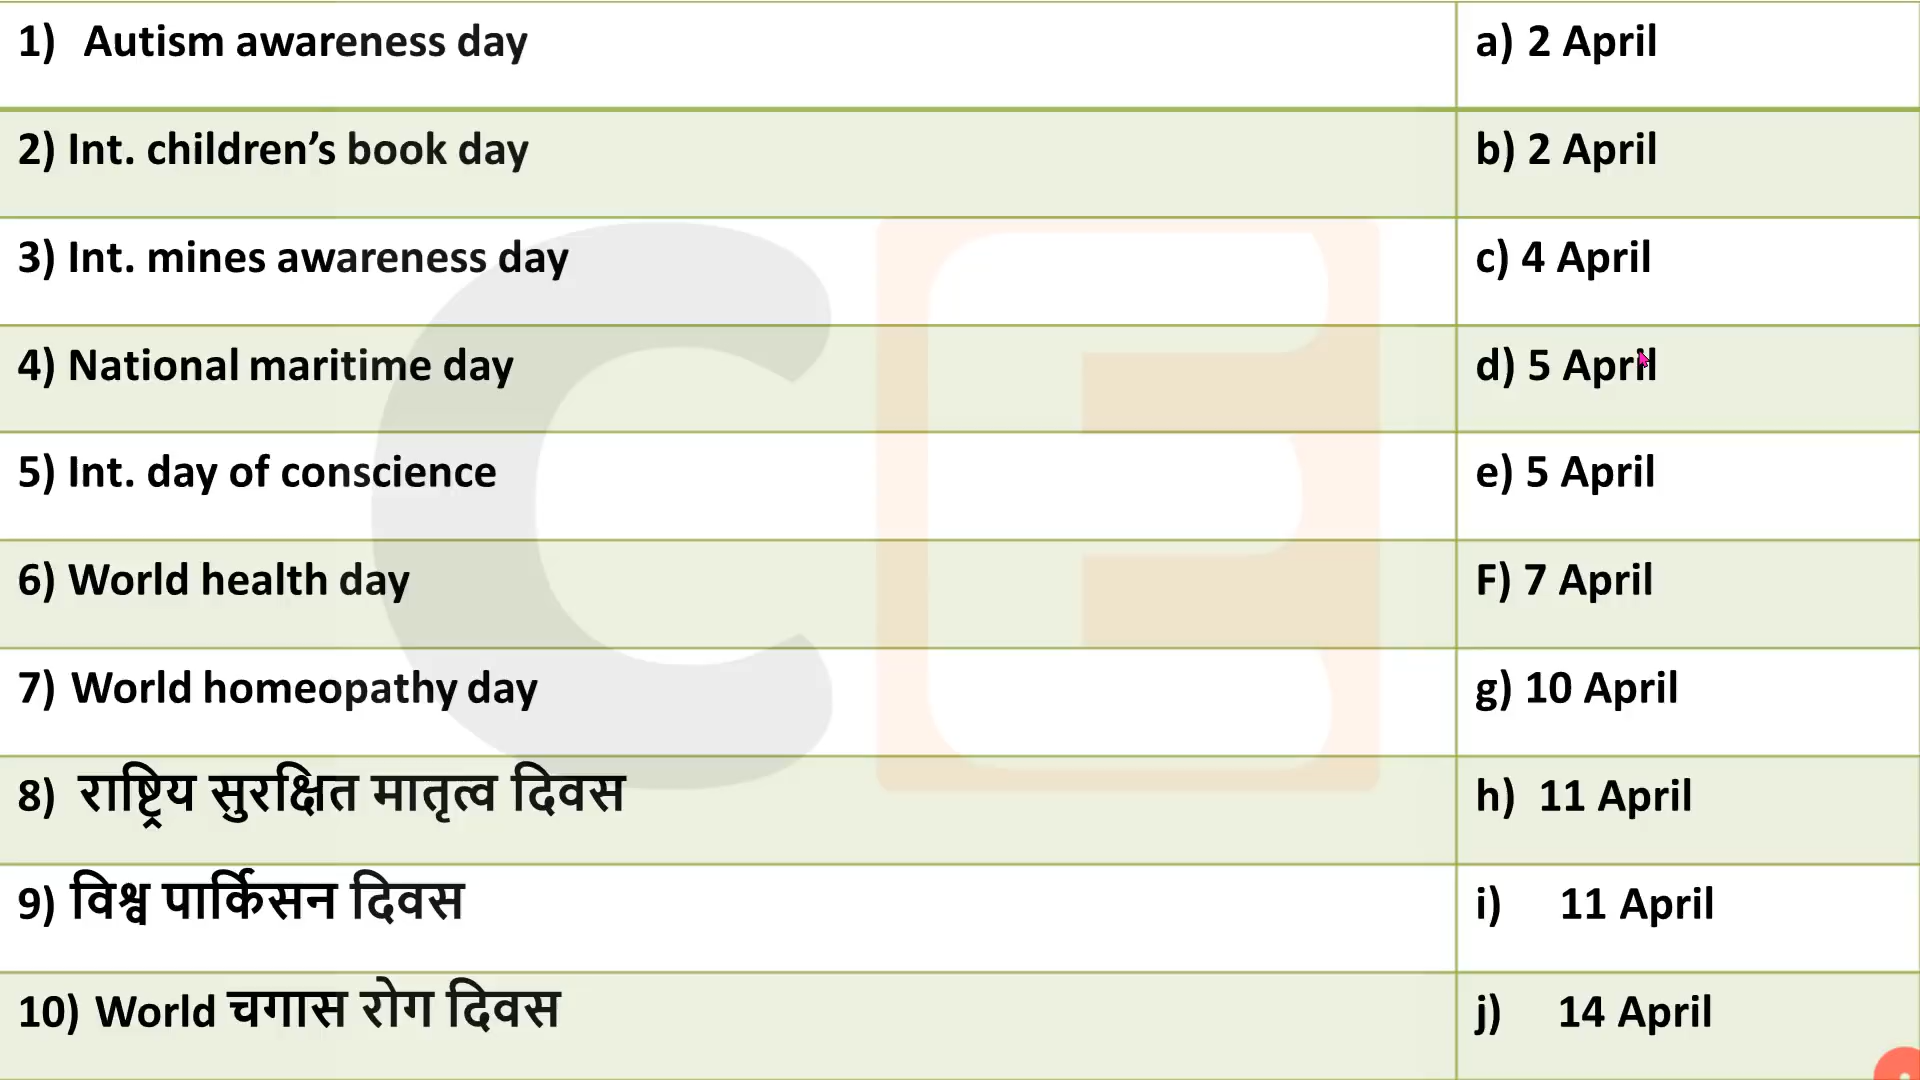 1) Autism awareness day a) 2 April
2) Int. children’s book day b) 2 April
3) Int. mines awareness day c) 4 April
4) National maritime day d) 5 April
5) Int. day of conscience e) 5 April
6) World health day F) 7 April
7) World homeopathy day g) 10 April
8) राष्ट्रिय सुरक्षित मातृत्व दिवस h) 11 April
9) विश्व पार्किसन दिवस i) 11 April
10) World चगास रोग दिवस j) 14 April
CE